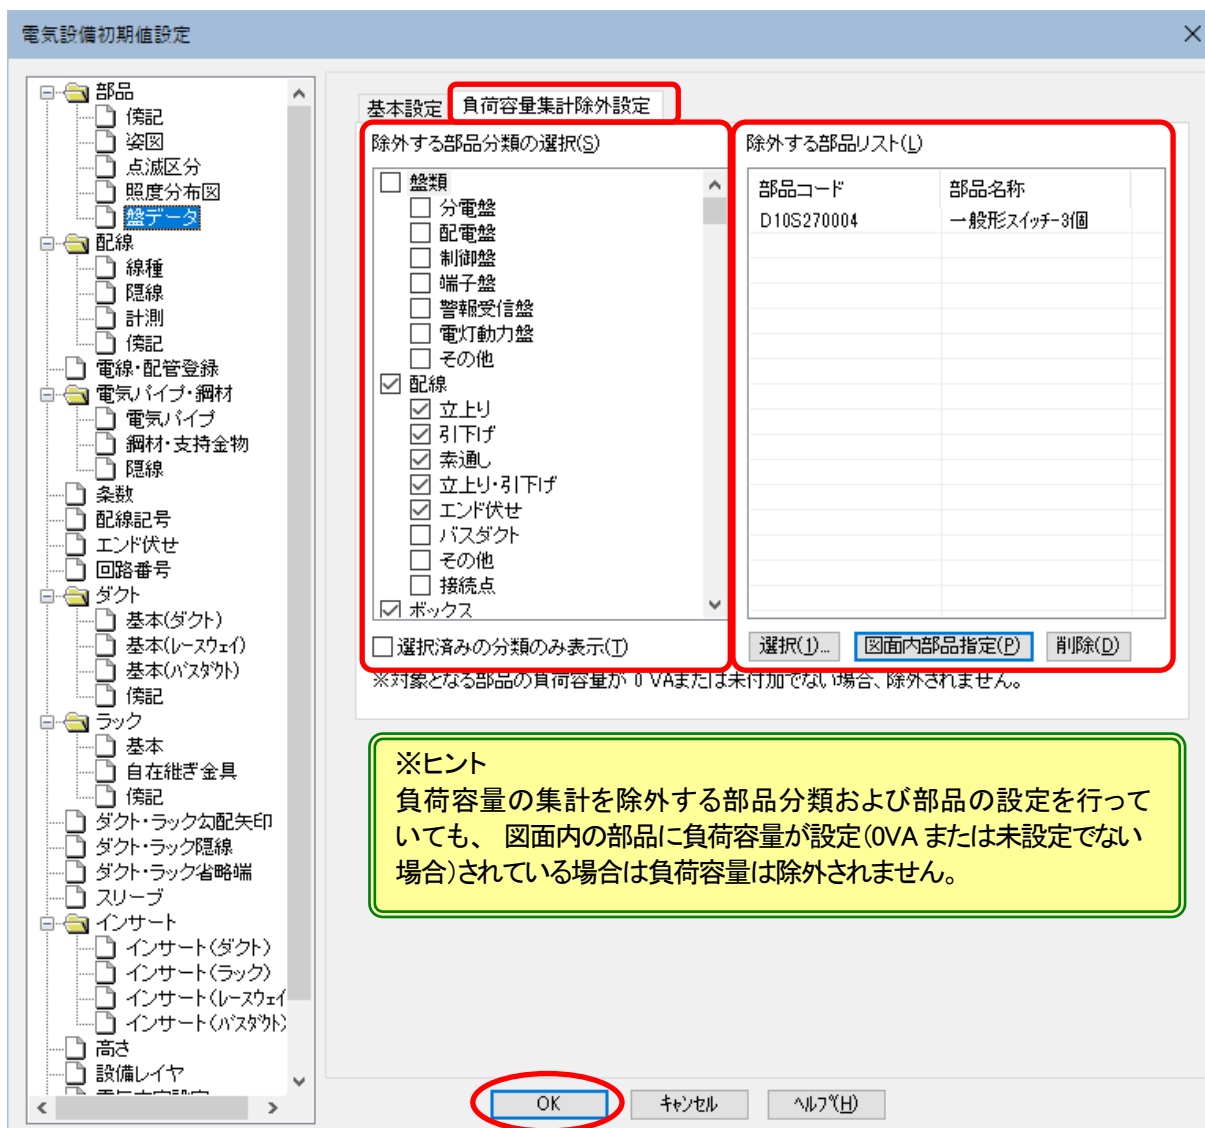 電気設備初期値設定
部品
傍記
姿図
点滅区分
照度分布図
盤データ
配線
線種
隠線
計測
傍記
電線・配管登録
電気パイプ・鋼材
電気パイプ
鋼材・支持金物
隠線
条数
配線記号
エンド伏せ
回路番号
ダクト
基本(ダクト)
基本(レースウェイ)
基本(バスダクト)
傍記
ラック
基本
自在継ぎ金具
傍記
ダクト・ラック勾配矢印
ダクト・ラック隠線
ダクト・ラック省略端
スリーブ
インサート
インサート(ダクト)
インサート(ラック)
インサート(レースウェイ
インサート(バスダクト)
高さ
設備レイヤ
基本設定
負荷容量集計除外設定
除外する部品分類の選択(S)
盤類
分電盤
配電盤
制御盤
端子盤
警報受信盤
電灯動力盤
その他
配線
立上り
引下げ
素通し
立上り・引下げ
エンド伏せ
バスダクト
その他
接続点
ボックス
選択済みの分類のみ表示(T)
除外する部品リスト(L)
部品コード 部品名称
D10S270004 一般形スイッチ-3個
選択(1)... 図面内部品指定(P) 削除(D)
※対象となる部品の負荷容量が 0 VAまたは未付加でない場合、除外されません。
※ヒント
負荷容量の集計を除外する部品分類および部品の設定を行って
いても、 図面内の部品に負荷容量が設定(0VA または未設定でない
場合)されている場合は負荷容量は除外されません。
OK キャンセル ヘルプ(H)